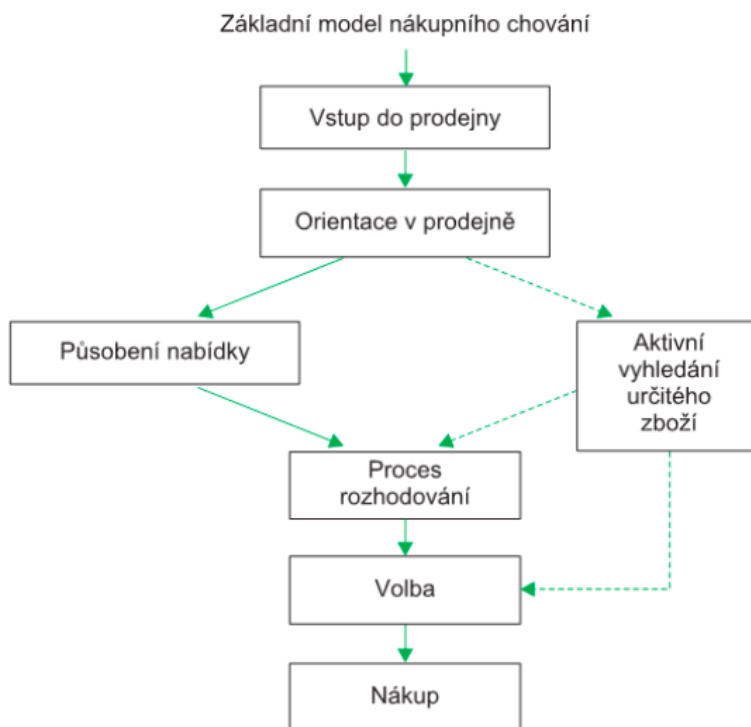 Základní model nákupního chování
Vstup do prodejny
Orientace v prodejně
Působení nabídky
Aktivní
vyhledání
určitého
zboží
Proces
rozhodování
Volba
Nákup